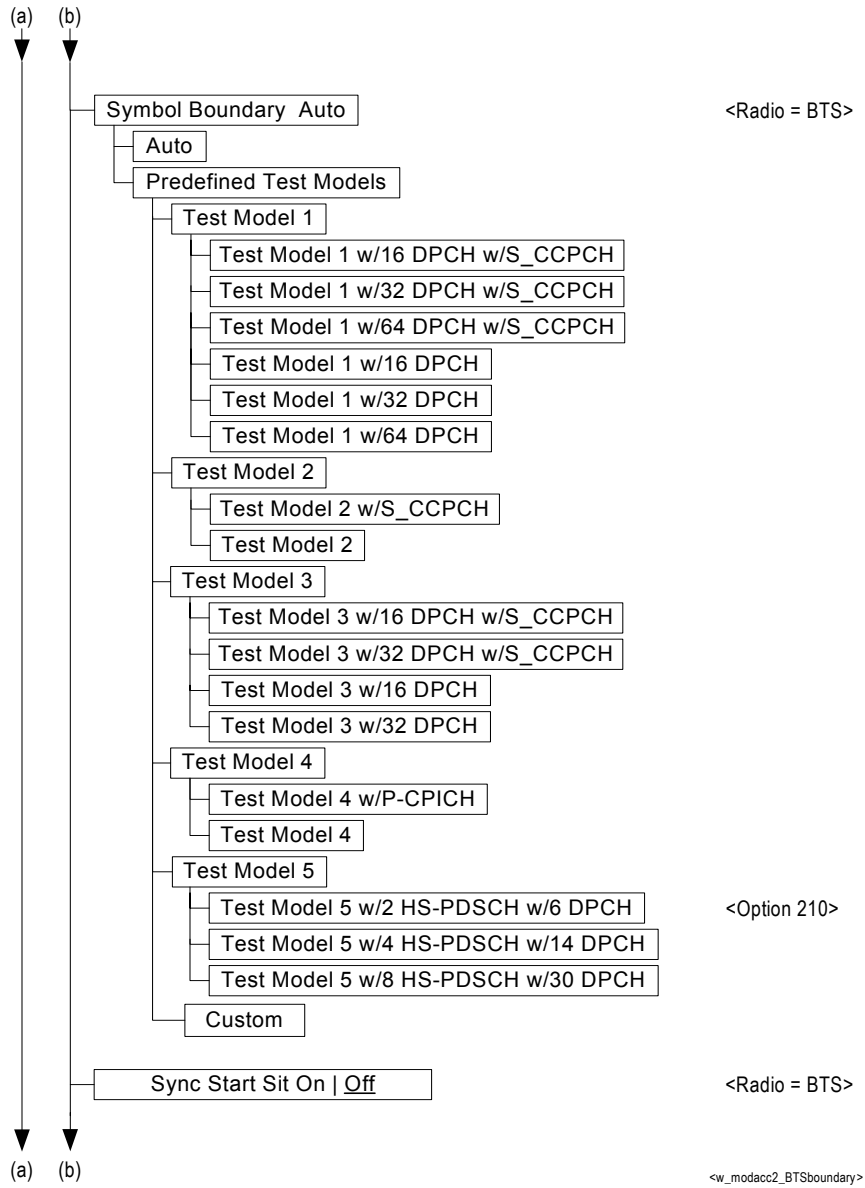 (a) (b)
Symbol Boundary Auto <Radio = BTS>
Auto
Predefined Test Models
Test Model 1
Test Model 1 w/16 DPCH w/S_CCPCH
Test Model 1 w/32 DPCH w/S_CCPCH
Test Model 1 w/64 DPCH w/S_CCPCH
Test Model 1 w/16 DPCH
Test Model 1 w/32 DPCH
Test Model 1 w/64 DPCH
Test Model 2
Test Model 2 w/S_CCPCH
Test Model 2
Test Model 3
Test Model 3 w/16 DPCH w/S_CCPCH
Test Model 3 w/32 DPCH w/S_CCPCH
Test Model 3 w/16 DPCH
Test Model 3 w/32 DPCH
Test Model 4
Test Model 4 w/P-CPICH
Test Model 4
Test Model 5
Test Model 5 w/2 HS-PDSCH w/6 DPCH <Option 210>
Test Model 5 w/4 HS-PDSCH w/14 DPCH
Test Model 5 w/8 HS-PDSCH w/30 DPCH
Custom
Sync Start Sit On | Off <Radio = BTS>
(a) (b)
<w_modacc2_BTSboundary>